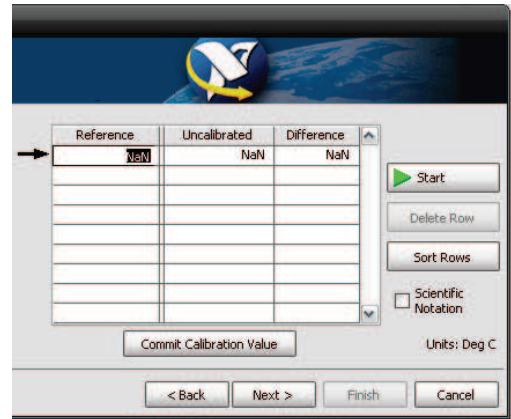 Reference Uncalibrated Difference
NaN NaN NaN
Start
Delete Row
Sort Rows
Scientific
Notation
Commit Calibration Value Units: Deg C
< Back Next > Finish Cancel